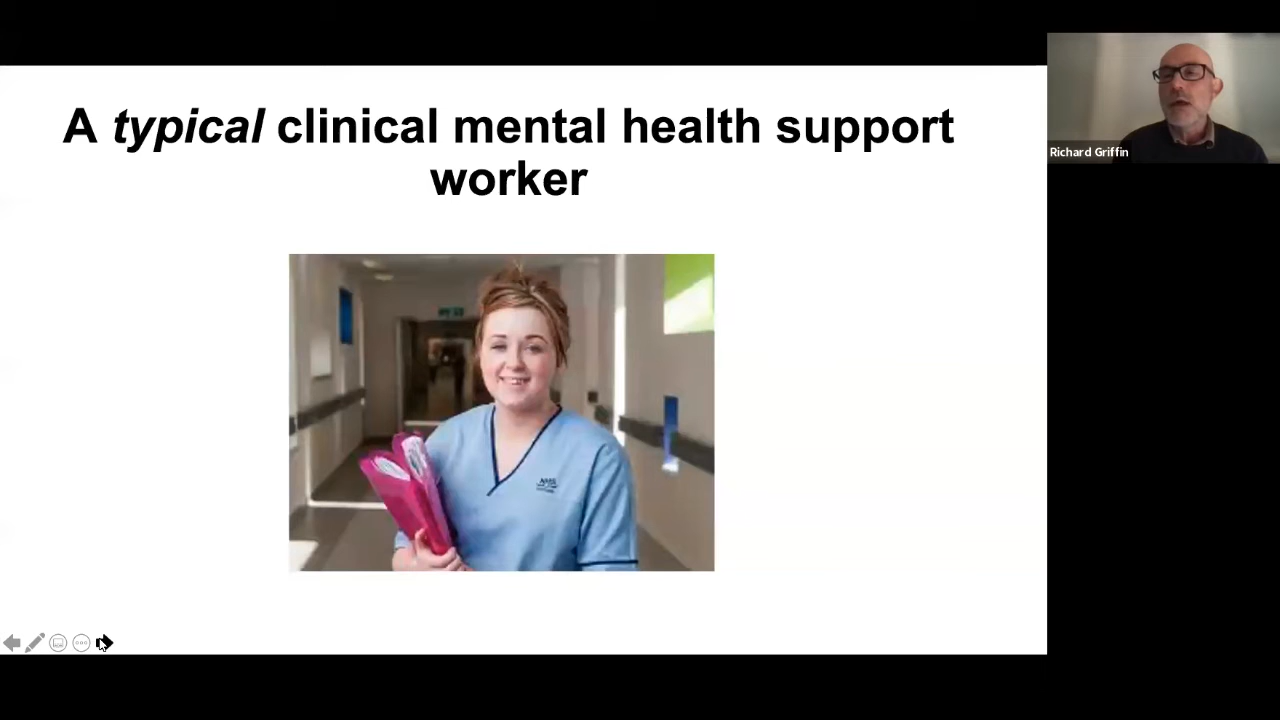 A typical clinical mental health support
worker
Richard Griffin